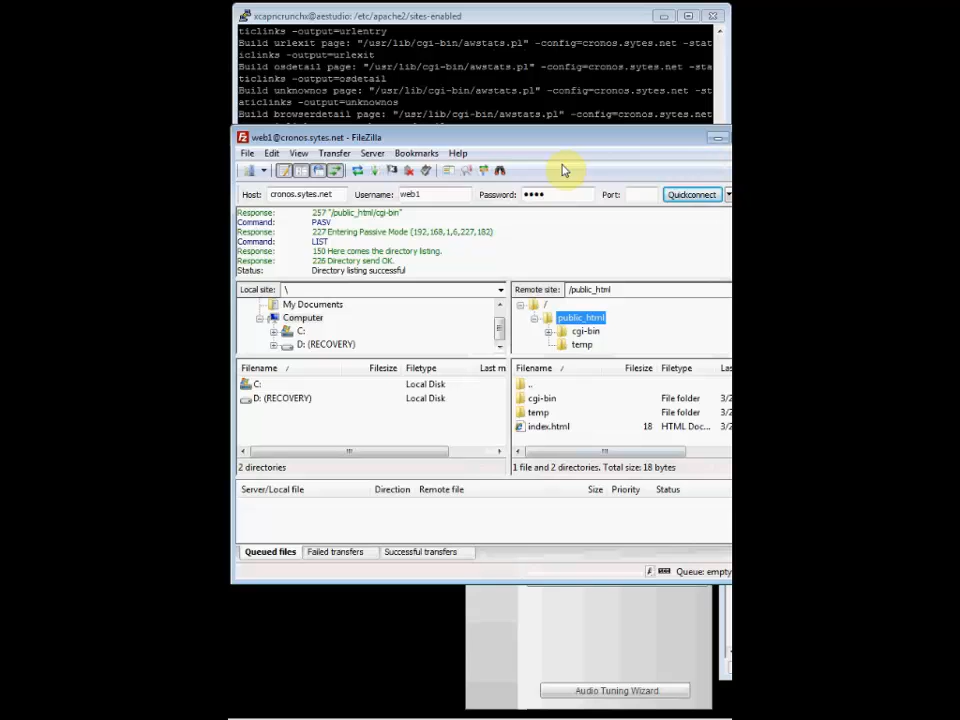 xcapncrunchx@aestudio: /etc/apache2/sites-enabled
ticlinks -output=urlentry
Build urlexit page: "/usr/lib/cgi-bin/awstats.pl" -config=cronos.sytes.net -stat
iclinks -output=urlexit
Build osdetail page: "/usr/lib/cgi-bin/awstats.pl" -config=cronos.sytes.net -sta
ticlinks -output=osdetail
Build unknownos page: "/usr/lib/cgi-bin/awstats.pl" -config=cronos.sytes.net -st
aticlinks -output=unknownos
Build browserdetail page: "/usr/lib/cgi-bin/awstats.pl" -config=cronos.sytes.net
web1@cronos.sytes.net - FileZilla
File Edit View Transfer Server Bookmarks Help
Host: cronos.sytes.net Username: web1 Password: •••• Port: Quickconnect
Response: 257 "/public_html/cgi-bin"
Command: PASV
Response: 227 Entering Passive Mode (192,168,1,6,227,182)
Command: LIST
Response: 150 Here comes the directory listing.
Response: 226 Directory send OK.
Status: Directory listing successful
Local site: \ Remote site: /public_html
My Documents /
Computer public_html
C: cgi-bin
D: (RECOVERY) temp
Filename / Filesize Filetype Last m Filename / Filesize Filetype Las
C: Local Disk ..
D: (RECOVERY) Local Disk cgi-bin File folder 3/2
temp File folder 3/2
index.html 18 HTML Doc... 3/2
2 directories 1 file and 2 directories. Total size: 18 bytes
Server/Local file Direction Remote file Size Priority Status
Queued files Failed transfers Successful transfers
Queue: empty
Audio Tuning Wizard